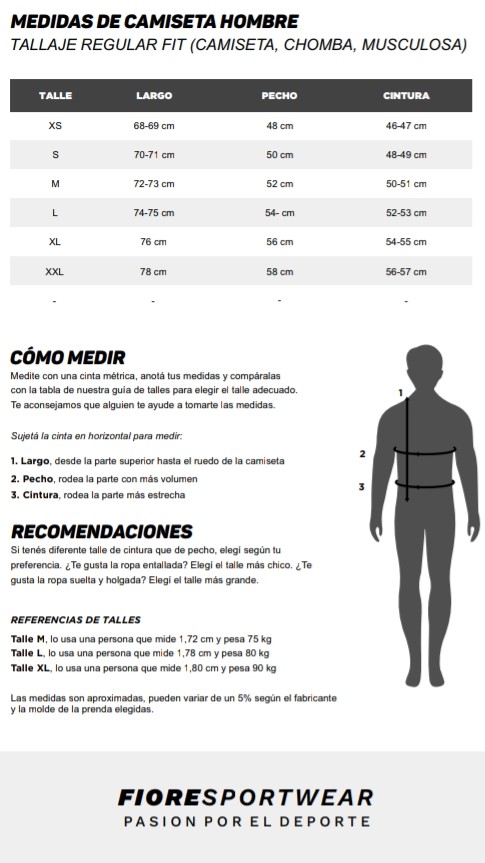 MEDIDAS DE CAMISETA HOMBRE
TALLAJE REGULAR FIT (CAMISETA, CHOMBA, MUSCULOSA)
TALLE LARGO PECHO CINTURA
XS 68-69 cm 48 cm 46-47 cm
S 70-71 cm 50 cm 48-49 cm
M 72-73 cm 52 cm 50-51 cm
L 74-75 cm 54- cm 52-53 cm
XL 76 cm 56 cm 54-55 cm
XXL 78 cm 58 cm 56-57 cm
- - - -
CÓMO MEDIR
Medite con una cinta métrica, anotá tus medidas y compáralas
con la tabla de nuestra guía de talles para elegir el talle adecuado.
Te aconsejamos que alguien te ayude a tomarte las medidas.
Sujetá la cinta en horizontal para medir:
1. Largo, desde la parte superior hasta el ruedo de la camiseta
2. Pecho, rodea la parte con más volumen
3. Cintura, rodea la parte más estrecha
1
2
3
RECOMENDACIONES
Si tenés diferente talle de cintura que de pecho, elegí según tu
preferencia. ¿Te gusta la ropa entallada? Elegí el talle más chico. ¿Te
gusta la ropa suelta y holgada? Elegí el talle más grande.
REFERENCIAS DE TALLES
Talle M, lo usa una persona que mide 1,72 cm y pesa 75 kg
Talle L, lo usa una persona que mide 1,78 cm y pesa 80 kg
Talle XL, lo usa una persona que mide 1,80 cm y pesa 90 kg
Las medidas son aproximadas, pueden variar de un 5% según el fabricante
y la molde de la prenda elegidas.
FIORESPORTWEAR
PASION POR EL DEPORTE